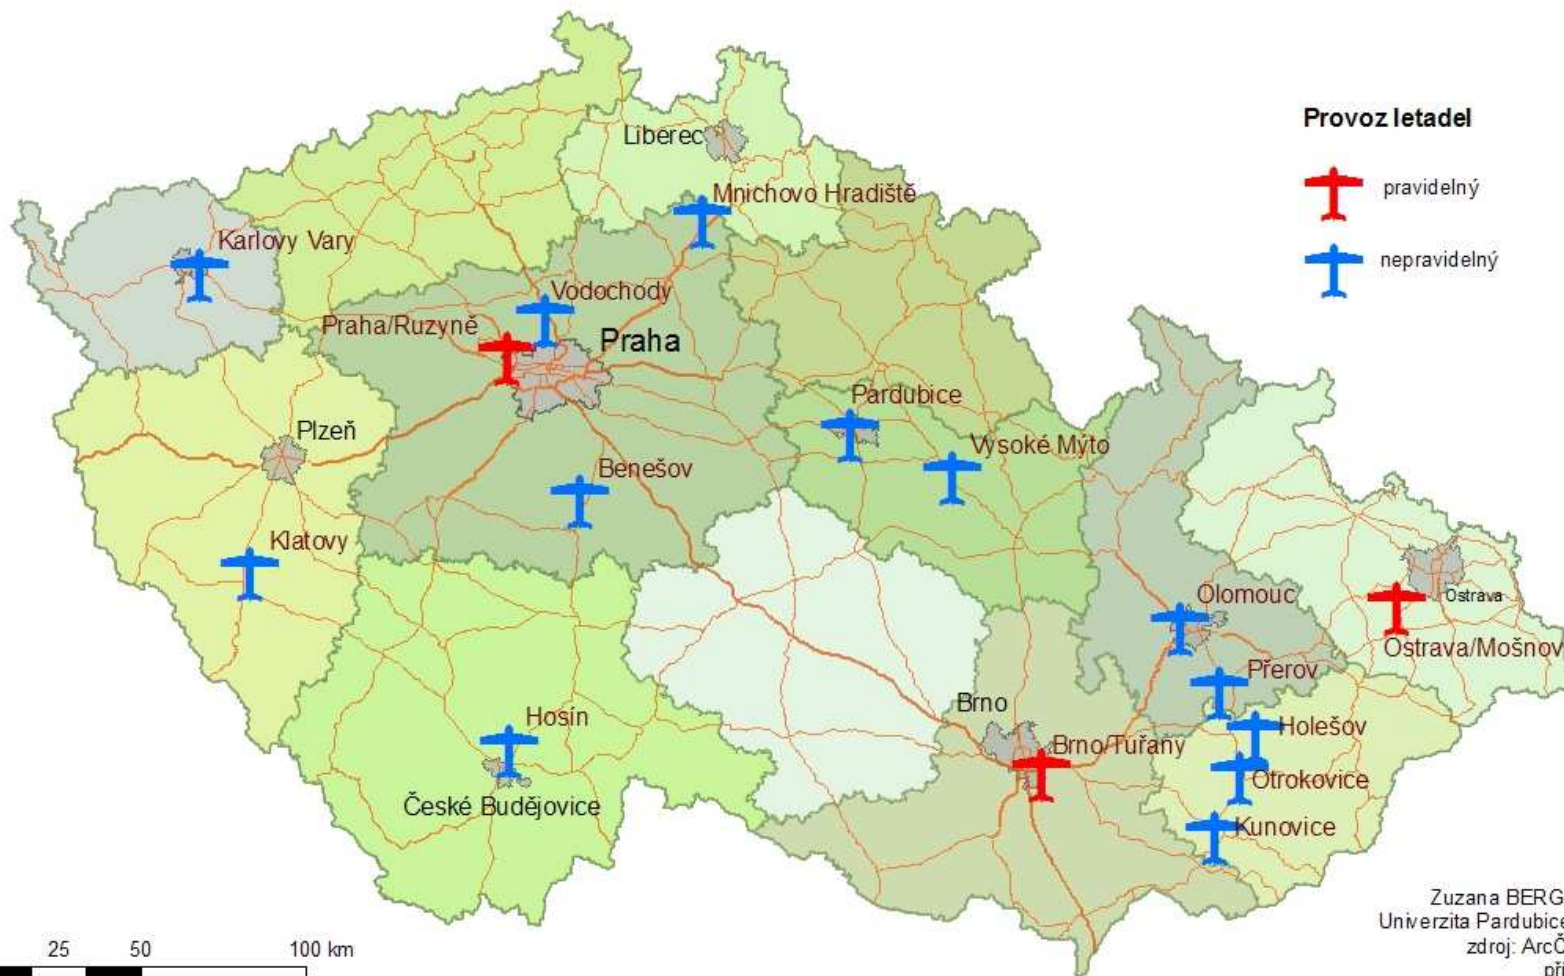 Provoz letadel
pravidelný
nepravidelný
Liberec
Mnichovo Hradiště
Karlovy Vary
Vodochody
Praha/Ruzyně
Praha
Pardubice
Plzeň
Vysoké Mýto
Benešov
Klatovy
Olomouc
Ostrava
Ostrava/Mošnov
Přerov
Brno
Hosín
Holešov
Brno/Tuřany
Otrokovice
České Budějovice
Kunovice
Zuzana BERG
Univerzita Pardubice
zdroj: ArcČ
při
25 50 100 km